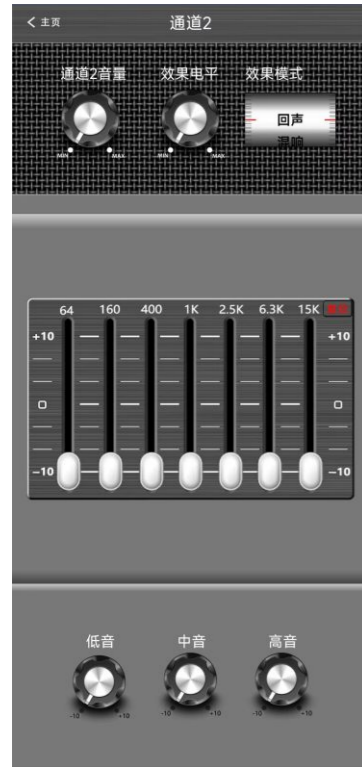 主页 通道2
通道2音量 效果电平 效果模式
回声
混响
MIN MAX MIN MAX
64 160 400 1K 2.5K 6.3K 15K
+10 +10
0 0
-10 -10
低音 中音 高音
-10 +10 -10 +10 -10 +10